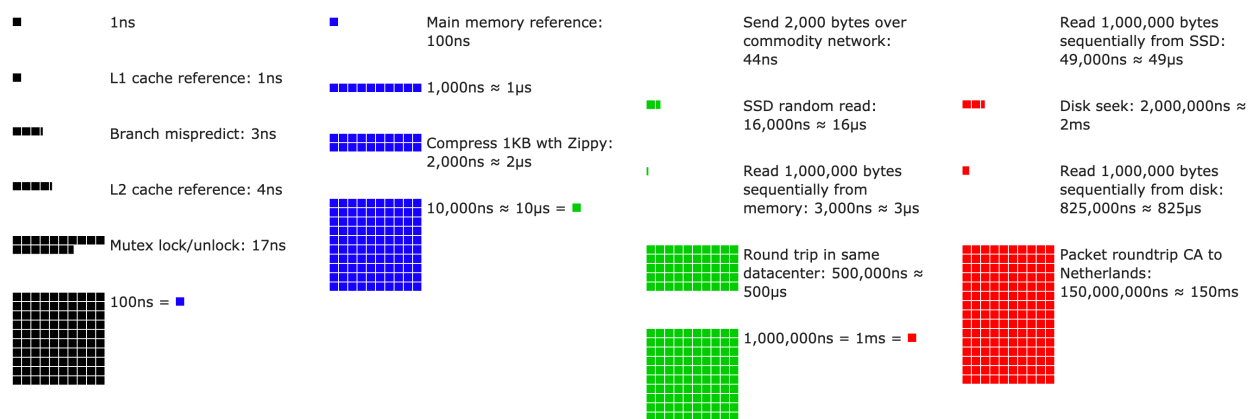 1ns
L1 cache reference: 1ns
Branch mispredict: 3ns
L2 cache reference: 4ns
Mutex lock/unlock: 17ns
100ns =
Main memory reference:
100ns
1,000ns ≈ 1µs
Compress 1KB wth Zippy:
2,000ns ≈ 2µs
10,000ns ≈ 10µs =
Send 2,000 bytes over
commodity network:
44ns
SSD random read:
16,000ns ≈ 16µs
Read 1,000,000 bytes
sequentially from
memory: 3,000ns ≈ 3µs
Round trip in same
datacenter: 500,000ns ≈
500µs
1,000,000ns = 1ms =
Read 1,000,000 bytes
sequentially from SSD:
49,000ns ≈ 49µs
Disk seek: 2,000,000ns ≈
2ms
Read 1,000,000 bytes
sequentially from disk:
825,000ns ≈ 825µs
Packet roundtrip CA to
Netherlands:
150,000,000ns ≈ 150ms